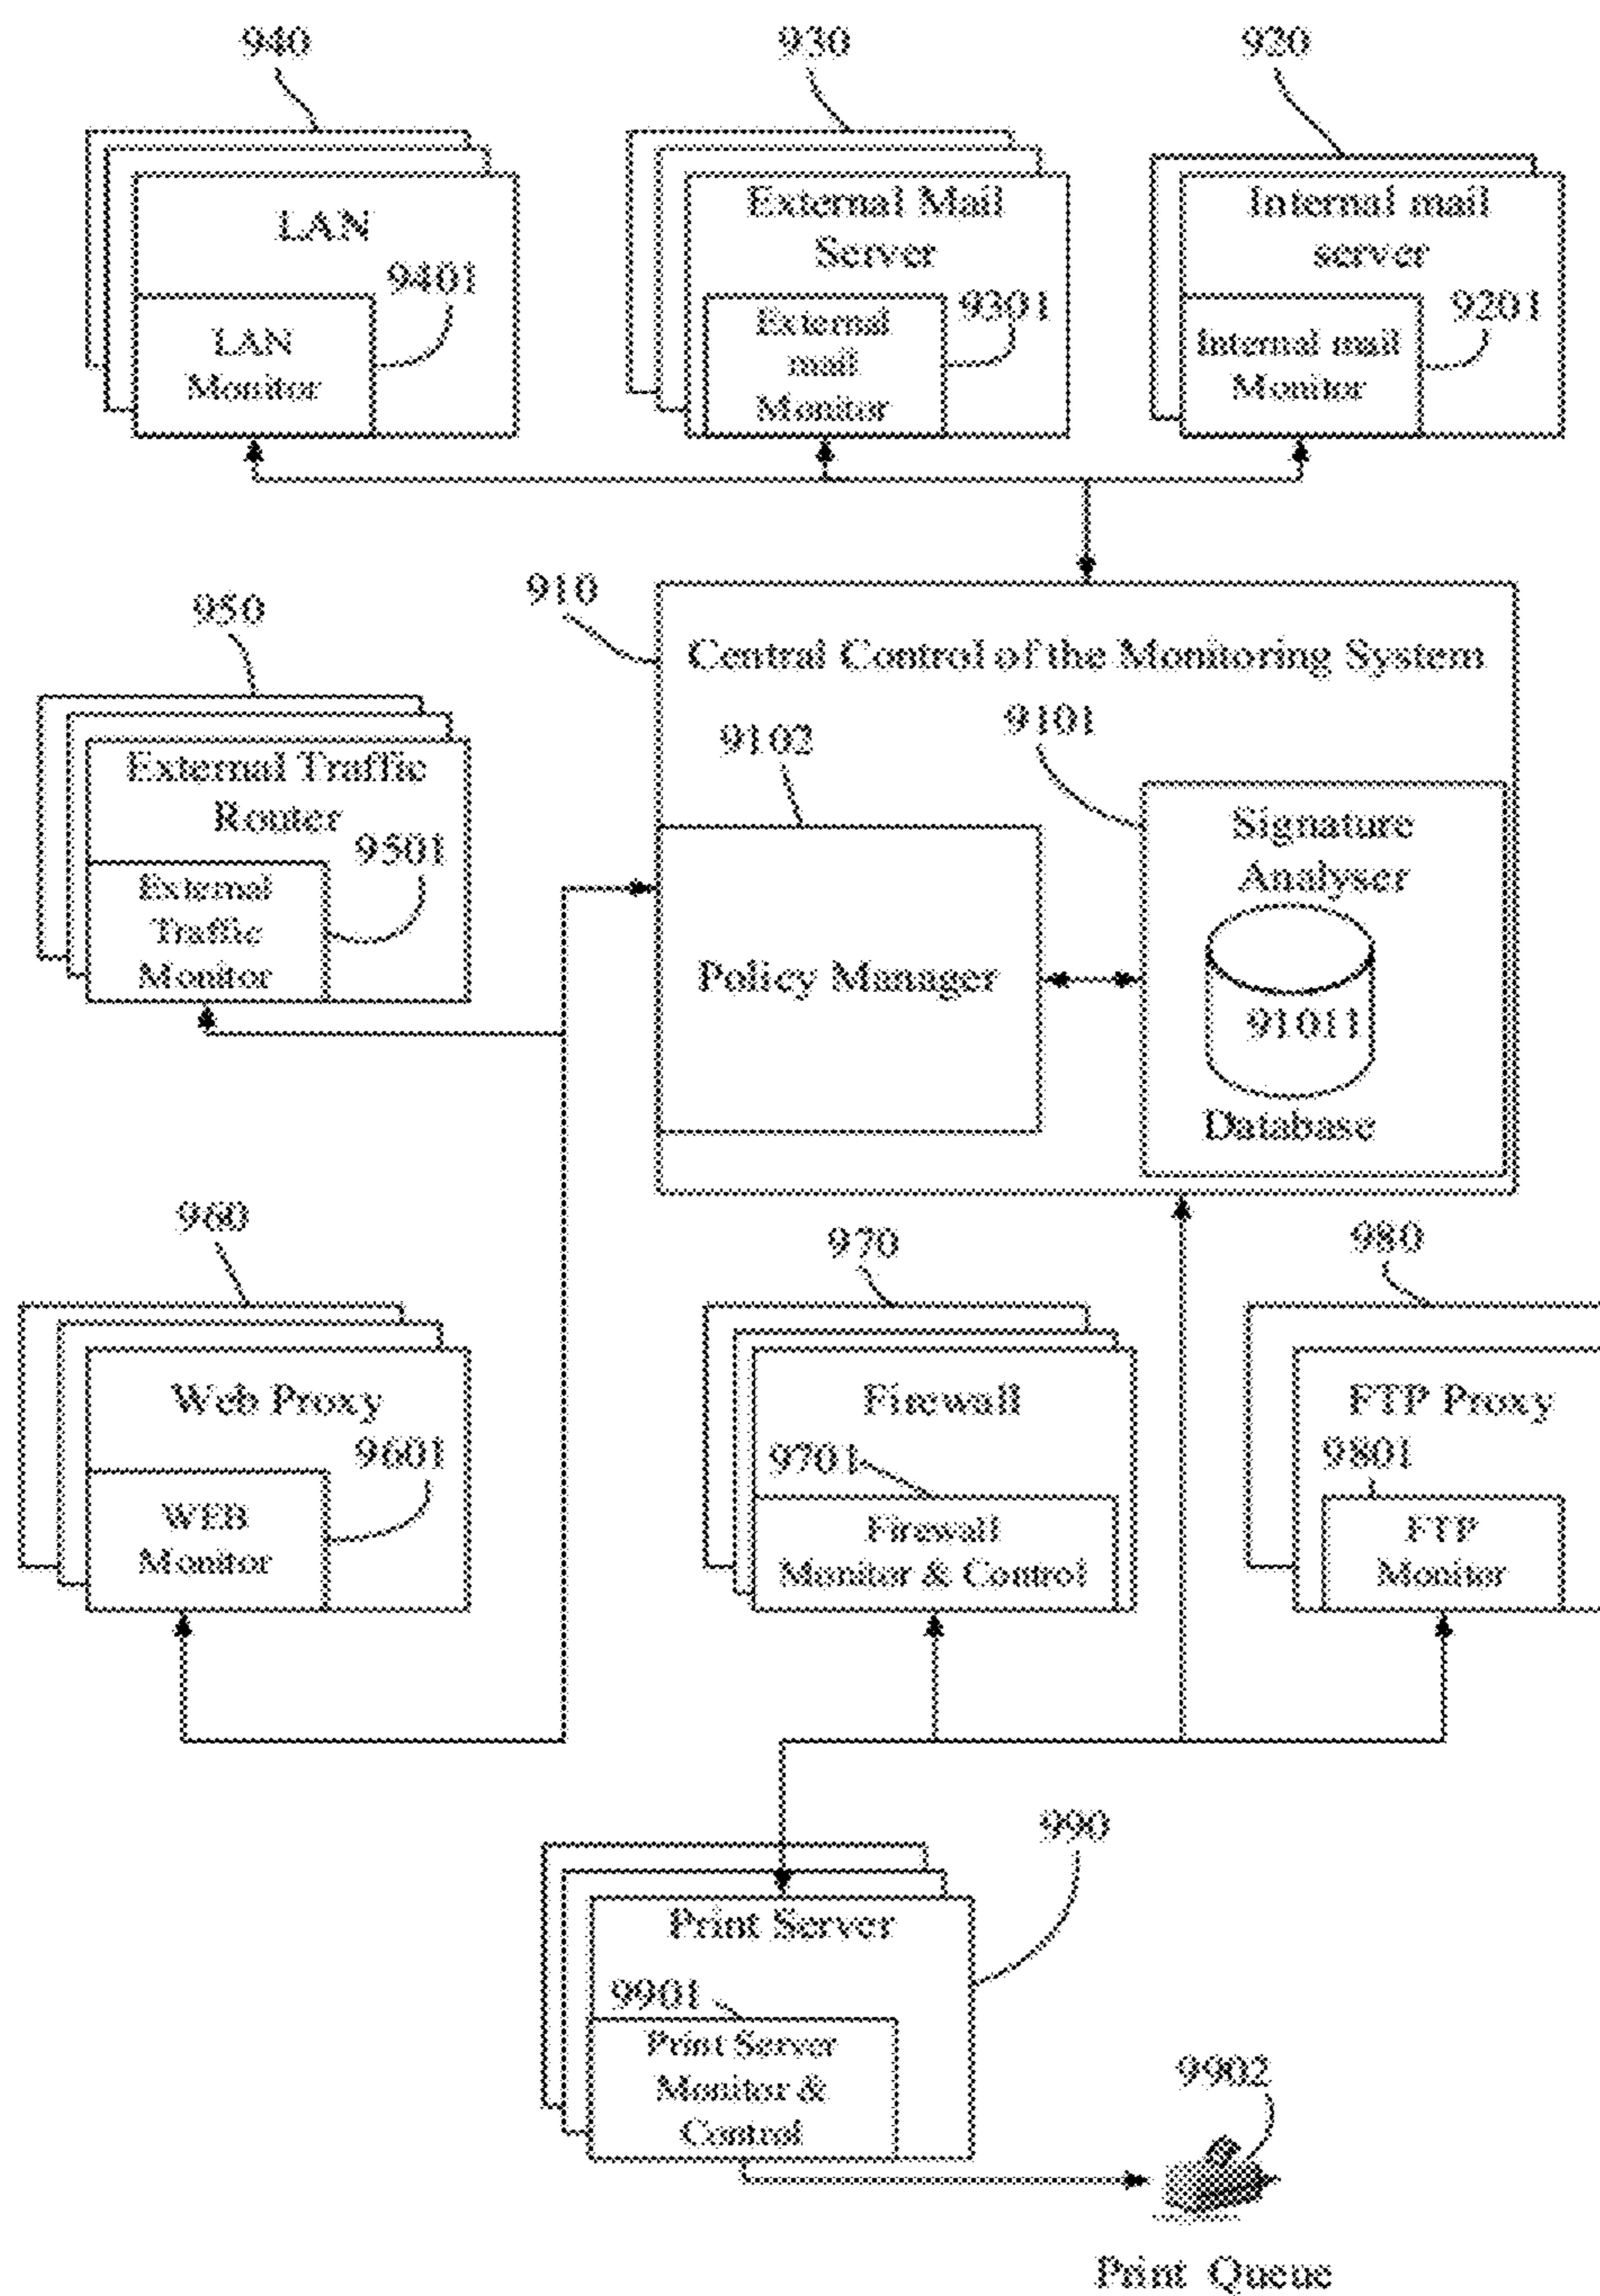 940
930
920
LAN
9401
LAN
Monitor
External Mail
Server
9301
External
mail
Monitor
Internal mail
server
9201
Internal mail
Monitor
910
Central Control of the Monitoring System
9102
9101
Policy Manager
Signature
Analyser
91011
Database
950
External Traffic
Router
9501
External
Traffic
Monitor
960
Web Proxy
9601
WEB
Monitor
970
Firewall
9701
Firewall
Monitor & Control
980
FTP Proxy
9801
FTP
Monitor
990
Print Server
9901
Print Server
Monitor &
Control
9902
Print Queue